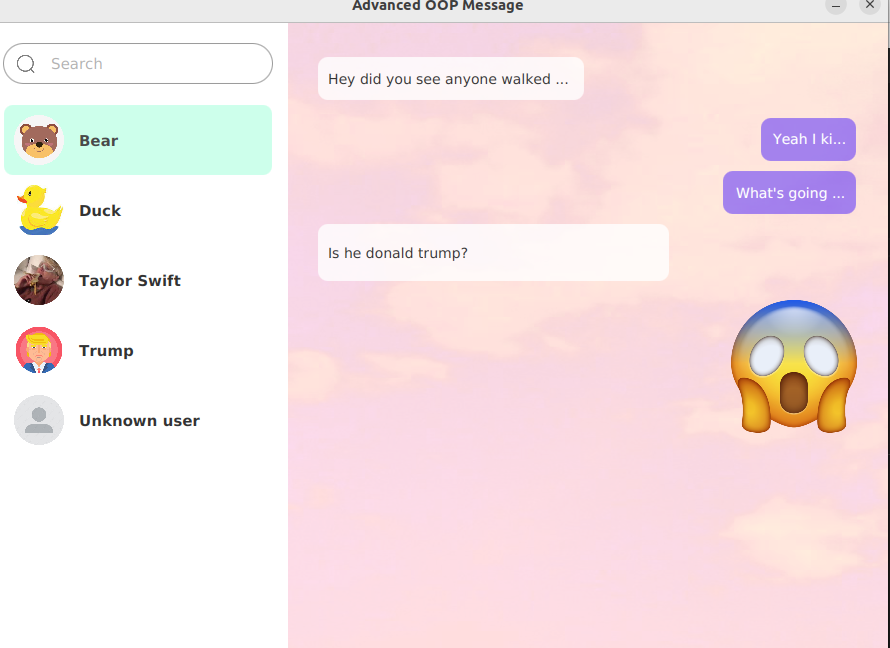 Advanced OOP Message
Search
Bear
Duck
Taylor Swift
Trump
Unknown user
Hey did you see anyone walked ...
Yeah I ki...
What's going ...
Is he donald trump?